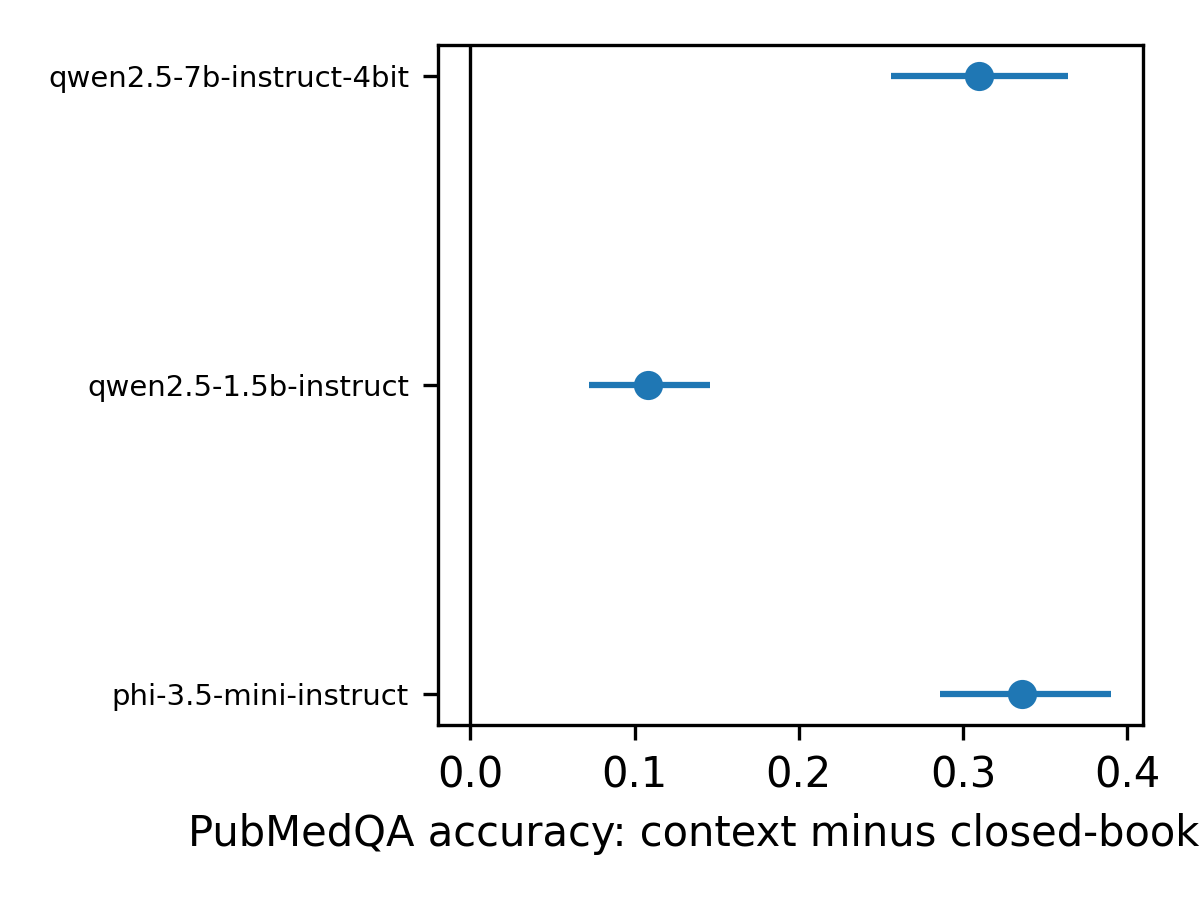 qwen2.5-7b-instruct-4bit
qwen2.5-1.5b-instruct
phi-3.5-mini-instruct
0.0 0.1 0.2 0.3 0.4
PubMedQA accuracy: context minus closed-book